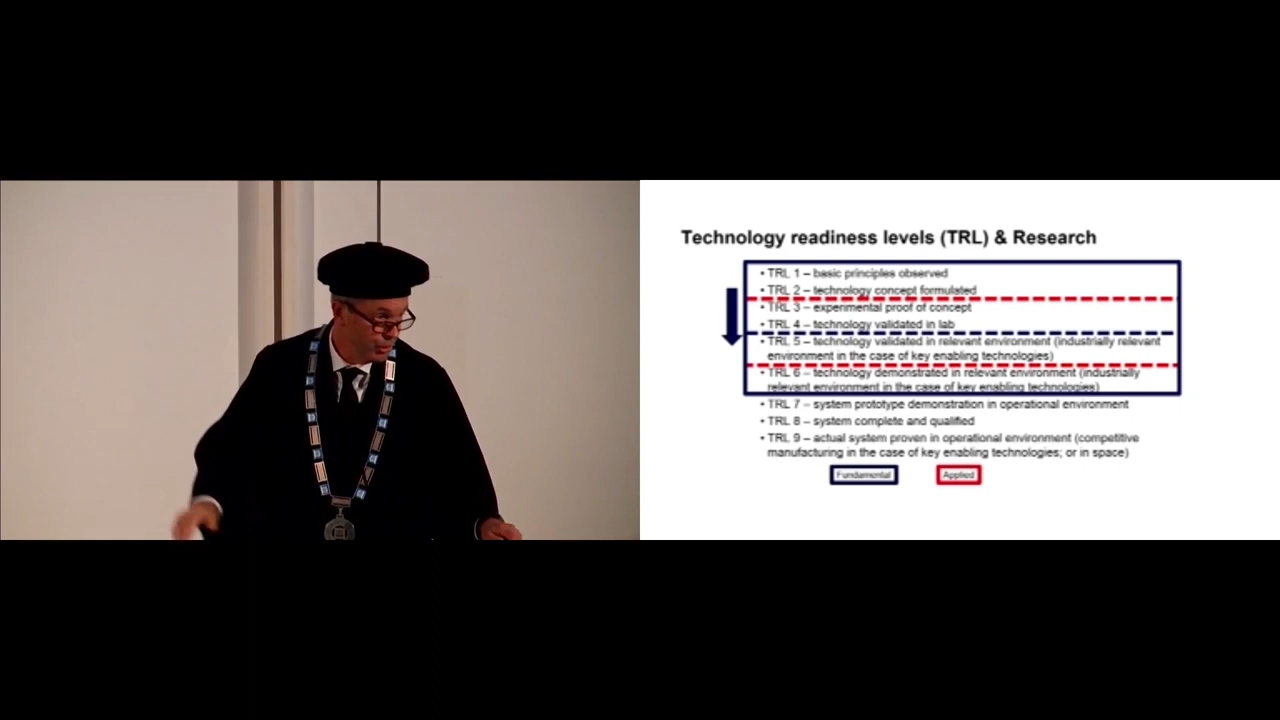 Technology readiness levels (TRL) & Research
• TRL 1 – basic principles observed
• TRL 2 – technology concept formulated
• TRL 3 – experimental proof of concept
• TRL 4 – technology validated in lab
• TRL 5 – technology validated in relevant environment (industrially relevant
environment in the case of key enabling technologies)
• TRL 6 – technology demonstrated in relevant environment (industrially
relevant environment in the case of key enabling technologies)
• TRL 7 – system prototype demonstration in operational environment
• TRL 8 – system complete and qualified
• TRL 9 – actual system proven in operational environment (competitive
manufacturing in the case of key enabling technologies; or in space)
Fundamental
Applied